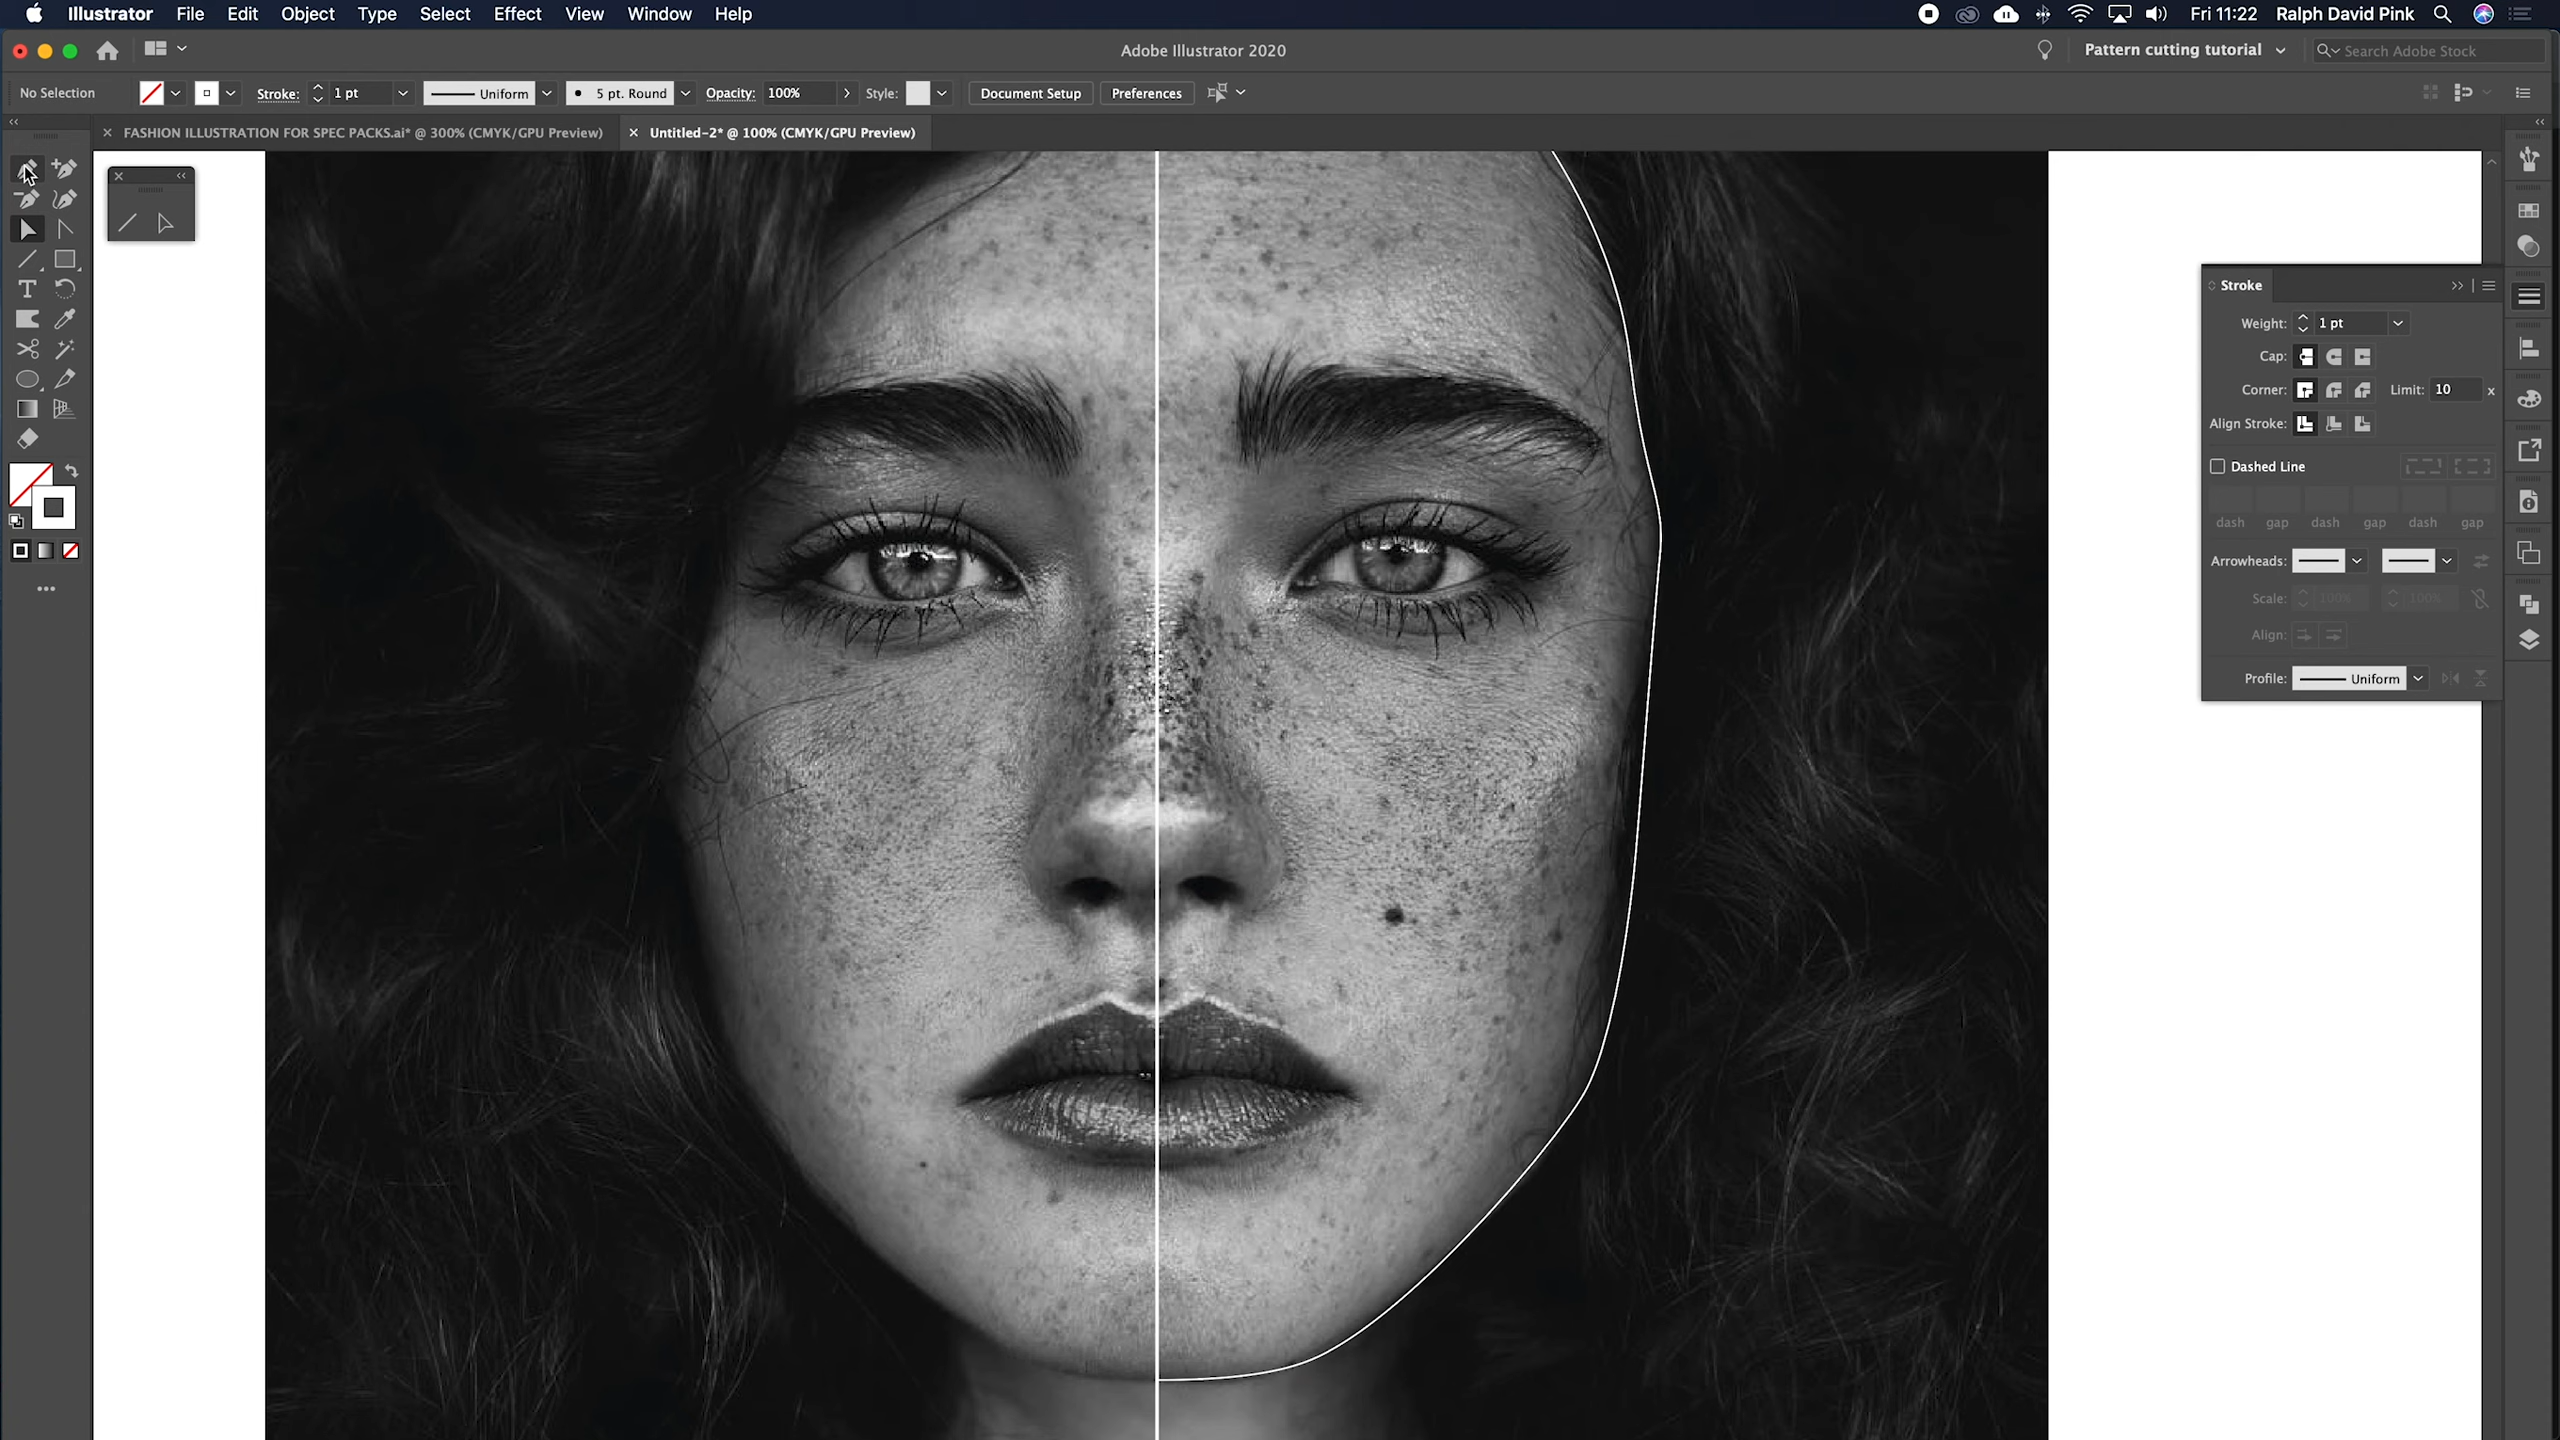 Illustrator File Edit Object Type Select Effect View Window Help Fri 11:22 Ralph David Pink
Adobe Illustrator 2020 Pattern cutting tutorial Search Adobe Stock
No Selection Stroke: 1 pt Uniform 5 pt. Round Opacity: 100% Style: Document Setup Preferences
FASHION ILLUSTRATION FOR SPEC PACKS.ai* @ 300% (CMYK/GPU Preview) Untitled-2* @ 100% (CMYK/GPU Preview)
Stroke
Weight: 1 pt
Cap:
Corner: Limit: 10 x
Align Stroke:
Dashed Line
dash gap dash gap dash gap
Arrowheads:
Scale: 100% 100%
Align:
Profile: Uniform